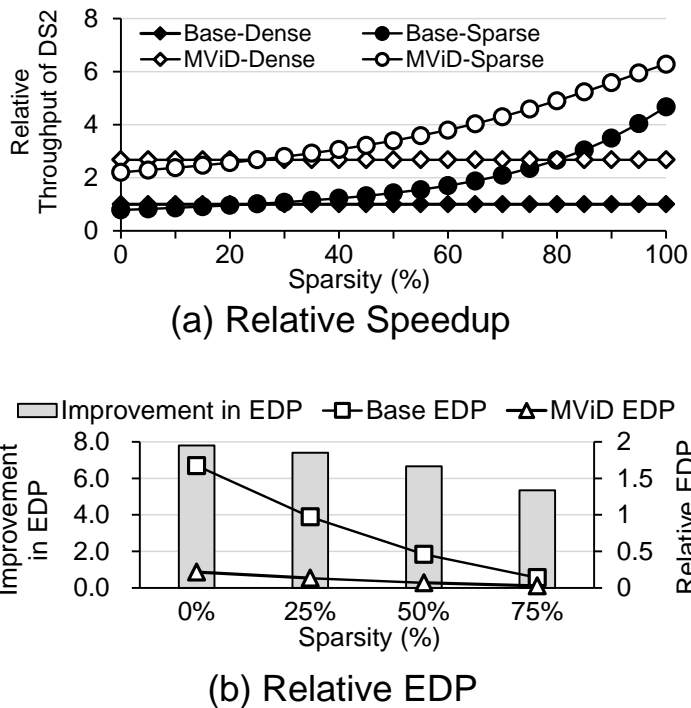 Base-Dense Base-Sparse
MViD-Dense MViD-Sparse
Relative
Throughput of DS2
8
6
4
2
0
0 20 40 60 80 100
Sparsity (%)
(a) Relative Speedup
Improvement in EDP Base EDP MViD EDP
Improvement
in EDP
8.0
6.0
4.0
2.0
0.0
2
1.5
1
0.5
0
Relative EDP
0% 25% 50% 75%
Sparsity (%)
(b) Relative EDP